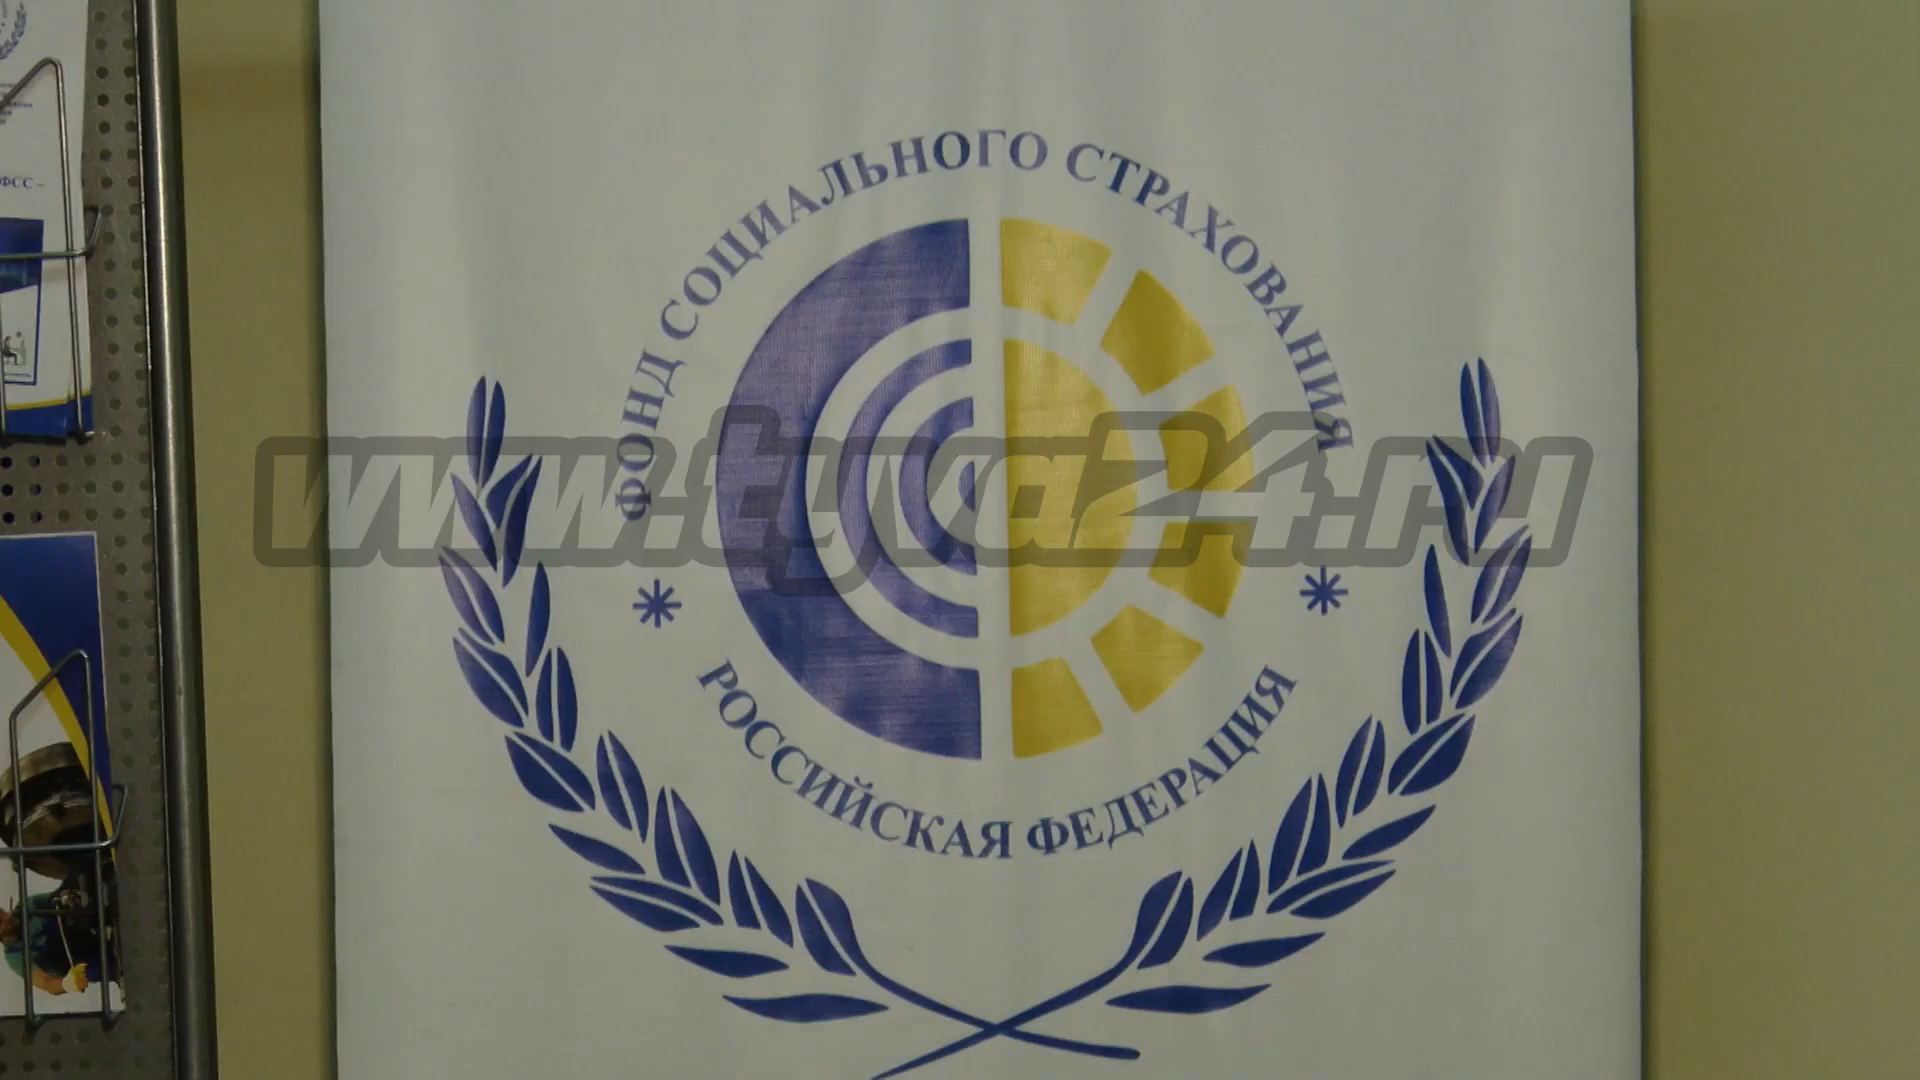 ФОНД СОЦИАЛЬНОГО СТРАХОВАНИЯ
РОССИЙСКАЯ ФЕДЕРАЦИЯ
www.tyva24.ru
ФСС –